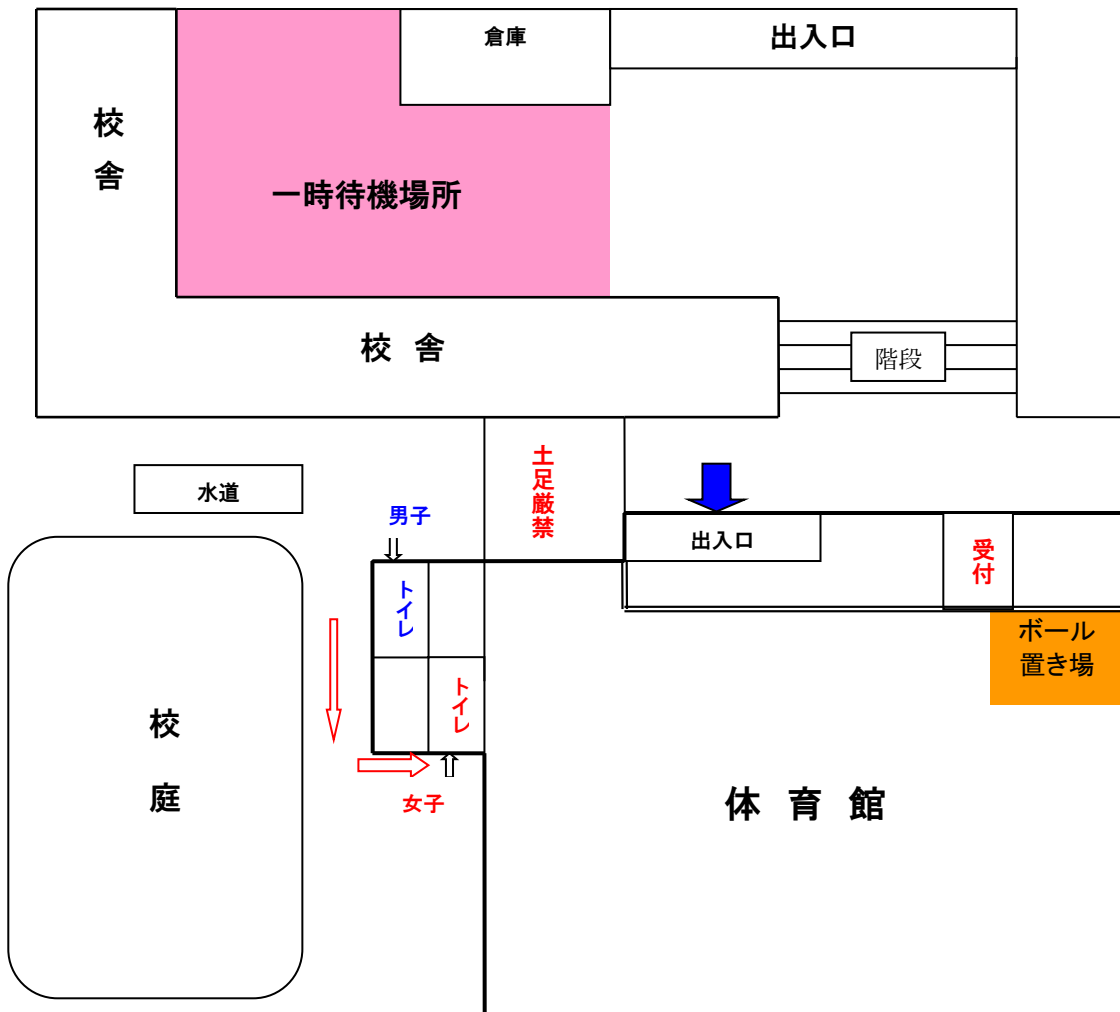 倉庫
出入口
校
舎
一時待機場所
校 舎
階段
土足厳禁
水道
男子
出入口
受付
トイレ
ボール
置き場
トイレ
校
庭
女子
体 育 館